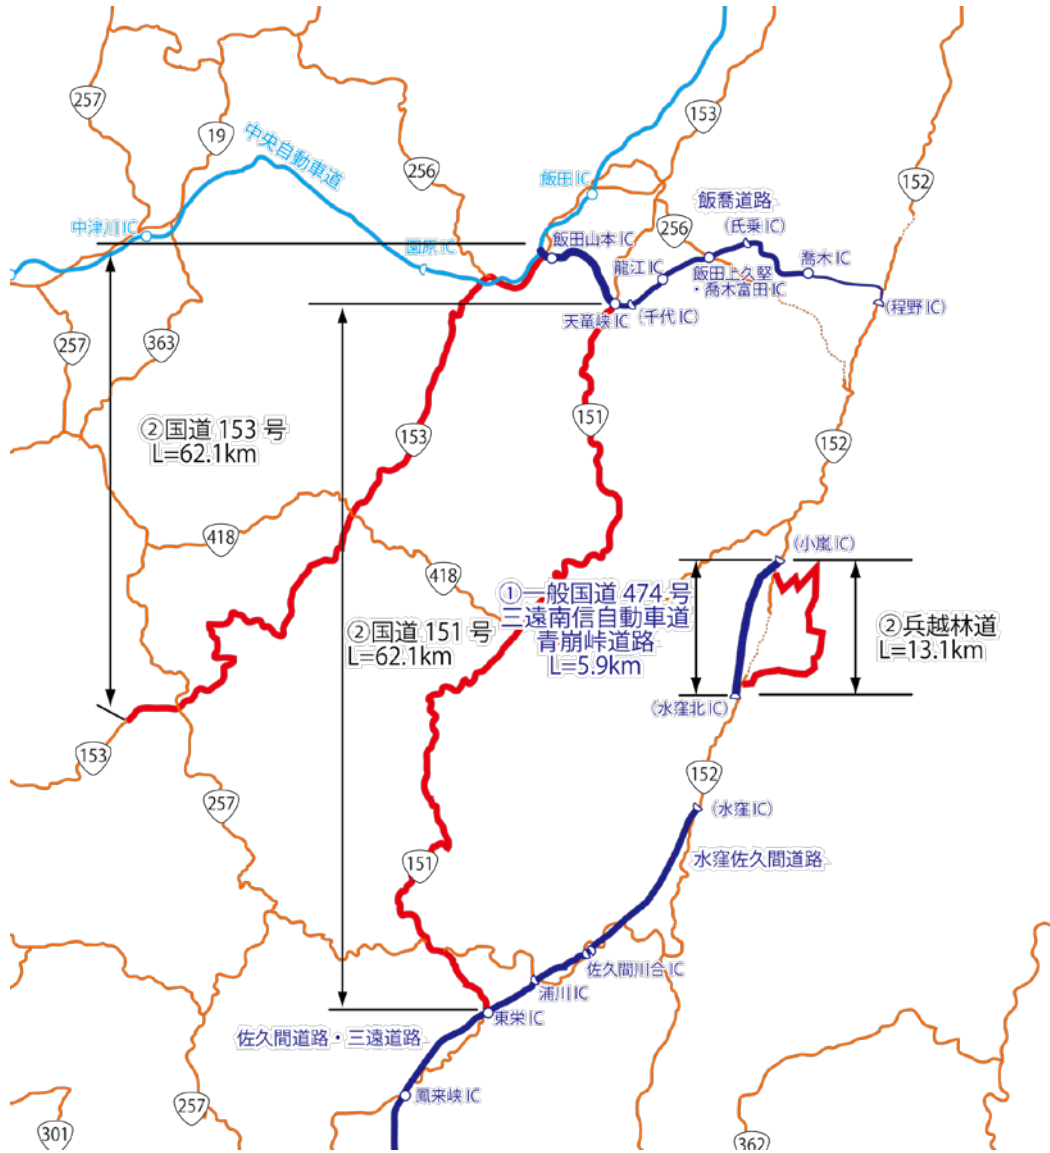 257
19
中央自動車道
256
153
飯田IC
152
飯喬道路
中津川IC
(氏乗IC)
256
飯田山本IC
園原IC
龍江IC
飯田上久堅
・喬木富田IC
喬木IC
天竜峡IC
(千代IC)
(程野IC)
257
363
②国道153号
L=62.1km
153
151
152
418
418
(小嵐IC)
①一般国道474号
三遠南信自動車道
青崩峠道路
L=5.9km
②国道151号
L=62.1km
②兵越林道
L=13.1km
(水窪北IC)
153
257
152
(水窪IC)
151
水窪佐久間道路
佐久間川合IC
浦川IC
東栄IC
佐久間道路・三遠道路
鳳来峡IC
257
301
362